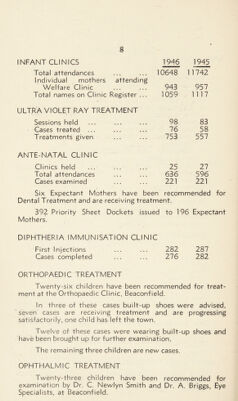 8
INFANT CLINICS 1946 1945
Total attendances ... ... 10648 11742
Individual mothers attending
Welfare Clinic ... ... 943 957
Total names on Clinic Register ... 1059 1117
ULTRA VIOLET RAY TREATMENT
Sessions held ... ... ... 98 83
Cases treated ... ... ... 76 58
Treatments given ... ... 753 557
ANTE-NATAL CLINIC
Clinics held ... ... ... 25 27
Total attendances ... ... 636 596
Cases examined ... ... 221 221
Six Expectant Mothers have been recommended for
Dental Treatment and are receiving treatment.
392 Priority Sheet Dockets issued to 196 Expectant
Mothers.
DIPHTHERIA IMMUNISATION CLINIC
First Injections ... ... 282 287
Cases completed ... ... 276 282
ORTHOPAEDIC TREATMENT
Twenty-six children have been recommended for treat-
ment at the Orthopaedic Clinic, Beaconfield.
In three of these cases built-up shoes were advised,
seven cases are receiving treatment and are progressing
satisfactorily, one child has left the town.
Twelve of these cases were wearing built-up shoes and
have been brought up for further examination.
The remaining three children are new cases.
OPHTHALMIC TREATMENT
Twenty-three children have been recommended for
examination by Dr. C. Newlyn Smith and Dr. A. Briggs, Eye
Specialists, at Beaconfield.